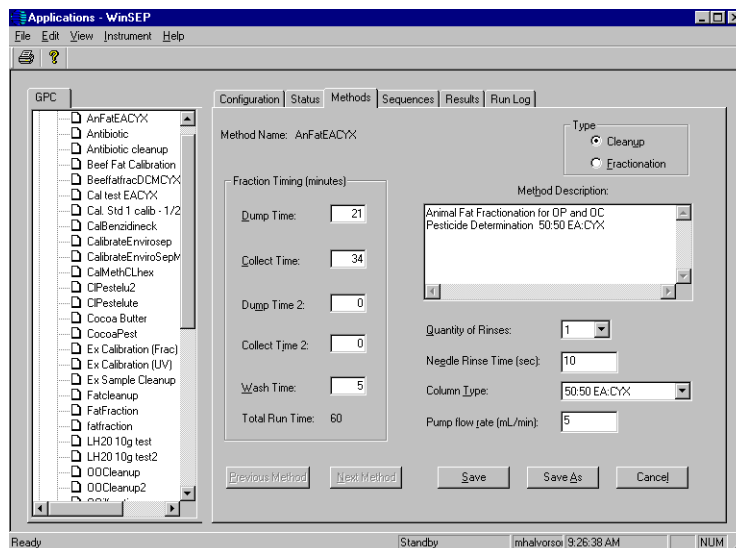 Applications - WinSEP
File Edit View Instrument Help
GPC
AnFatEACYX
Antibiotic
Antibiotic cleanup
Beef Fat Calibration
BeeffatfracDCMCYX
Cal test EACYX
Cal. Std 1 calib - 1/2
CalBenzidineck
CalibrateEnvirosep
CalibrateEnviroSepM
CalMethCLhex
ClPestelu2
ClPestelute
Cocoa Butter
CocoaPest
Ex Calibration (Frac)
Ex Calibration (UV)
Ex Sample Cleanup
Fatcleanup
FatFraction
fatfraction
LH20 10g test
LH20 10g test2
OOCleanup
OOCleanup2
Configuration Status Methods Sequences Results Run Log
Method Name: AnFatEACYX
Type
Cleanup
Fractionation
Fraction Timing (minutes)
Dump Time: 21
Collect Time: 34
Dump Time 2: 0
Collect Time 2: 0
Wash Time: 5
Total Run Time: 60
Method Description:
Animal Fat Fractionation for OP and OC
Pesticide Determination 50:50 EA:CYX
Quantity of Rinses: 1
Needle Rinse Time (sec): 10
Column Type: 50:50 EA:CYX
Pump flow rate (mL/min): 5
Previous Method Next Method Save Save As Cancel
Ready Standby mhalvorsoi 9:26:38 AM NUM